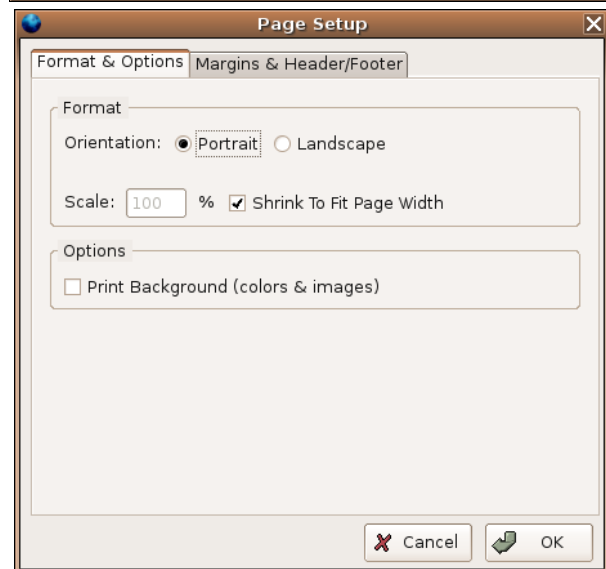 Page Setup
Format & Options Margins & Header/Footer
Format
Orientation: Portrait Landscape
Scale: 100 % Shrink To Fit Page Width
Options
Print Background (colors & images)
Cancel OK